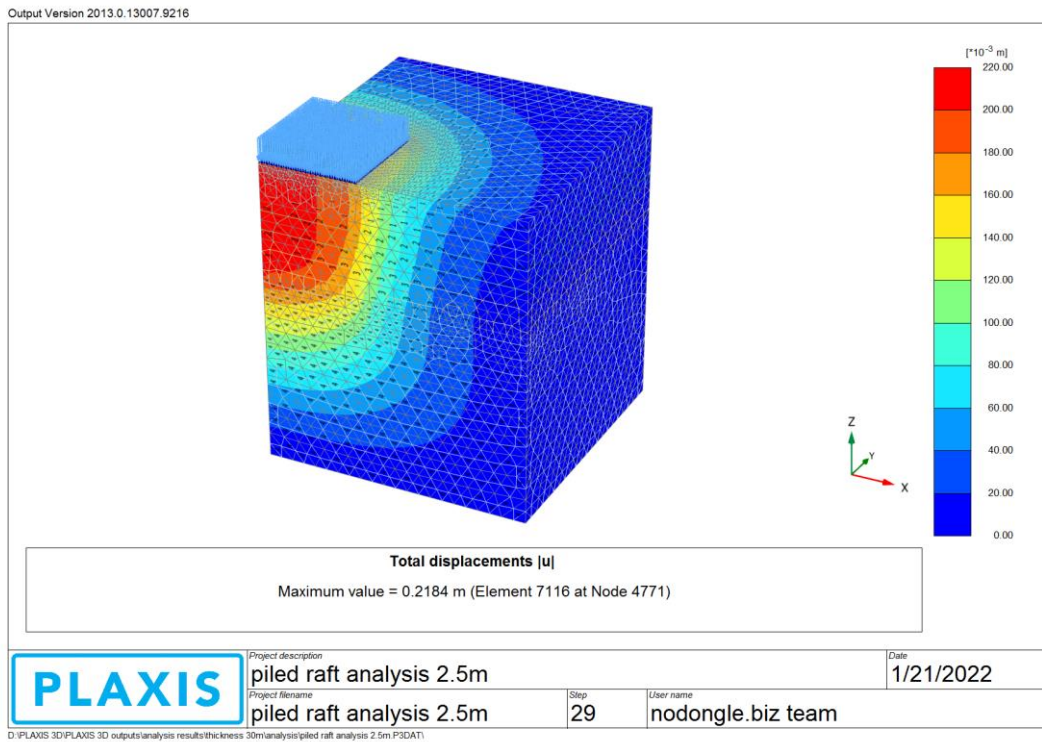 Output Version 2013.0.13007.9216
[*10-3 m]
220.00
200.00
180.00
160.00
140.00
120.00
100.00
80.00
60.00
40.00
20.00
0.00
Z
Y
X
Total displacements |u|
Maximum value = 0.2184 m (Element 7116 at Node 4771)
PLAXIS
Project description
piled raft analysis 2.5m
Date
1/21/2022
Project filename
piled raft analysis 2.5m
Step
29
User name
nodongle.biz team
D:\PLAXIS 3D\PLAXIS 3D outputs\analysis results\thickness 30m\analysis\piled raft analysis 2.5m.P3DAT\